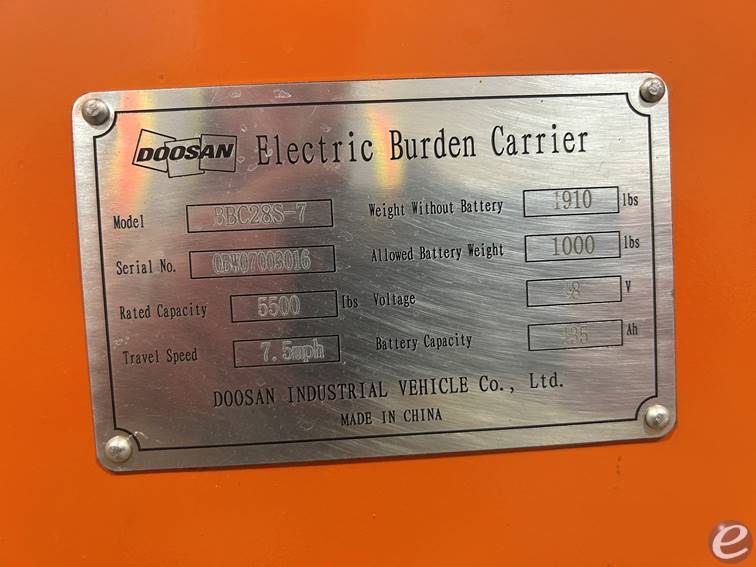 DOOSAN Electric Burden Carrier
Model BBC28S-7 Weight Without Battery 1910 lbs
Serial No. Allowed Battery Weight 1000 lbs
Rated Capacity 5500 lbs Voltage V
Travel Speed 7.5mph Battery Capacity Ah
DOOSAN INDUSTRIAL VEHICLE Co., Ltd.
MADE IN CHINA
e